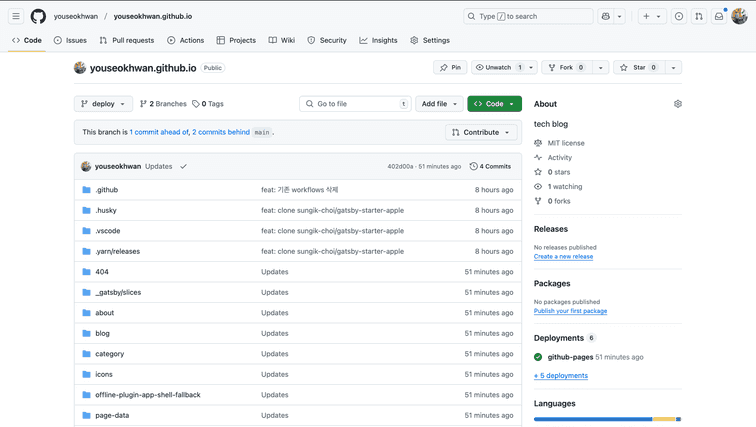 youseokhwan / youseokhwan.github.io
Type / to search
Code Issues Pull requests Actions Projects Wiki Security Insights Settings
youseokhwan.github.io Public
Pin Unwatch 1 Fork 0 Star 0
deploy 2 Branches 0 Tags Go to file t Add file Code
This branch is 1 commit ahead of, 2 commits behind main.
Contribute
youseokhwan Updates 402d00a · 51 minutes ago 4 Commits
.github feat: 기존 workflows 삭제 8 hours ago
.husky feat: clone sungik-choi/gatsby-starter-apple 8 hours ago
.vscode feat: clone sungik-choi/gatsby-starter-apple 8 hours ago
.yarn/releases feat: clone sungik-choi/gatsby-starter-apple 8 hours ago
404 Updates 51 minutes ago
_gatsby/slices Updates 51 minutes ago
about Updates 51 minutes ago
blog Updates 51 minutes ago
category Updates 51 minutes ago
icons Updates 51 minutes ago
offline-plugin-app-shell-fallback Updates 51 minutes ago
page-data Updates 51 minutes ago
About
tech blog
MIT license
Activity
0 stars
1 watching
0 forks
Releases
No releases published
Create a new release
Packages
No packages published
Publish your first package
Deployments 6
github-pages 51 minutes ago
+ 5 deployments
Languages